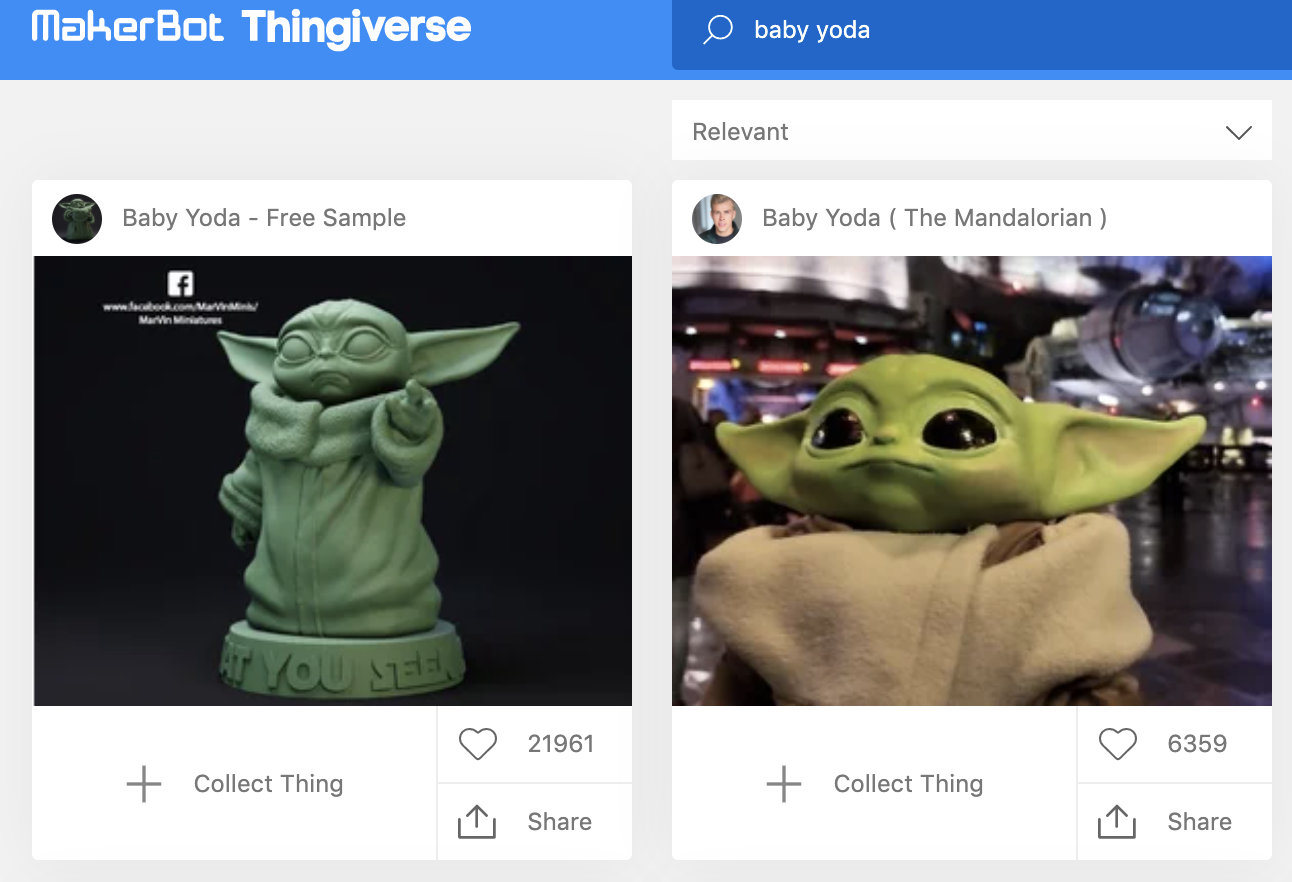 MakerBot Thingiverse
baby yoda
Relevant
Baby Yoda - Free Sample
www.facebook.com/MarVinMinis/
MarVin Miniatures
AT YOU SEEK
Collect Thing
21961
Share
Baby Yoda ( The Mandalorian )
Collect Thing
6359
Share